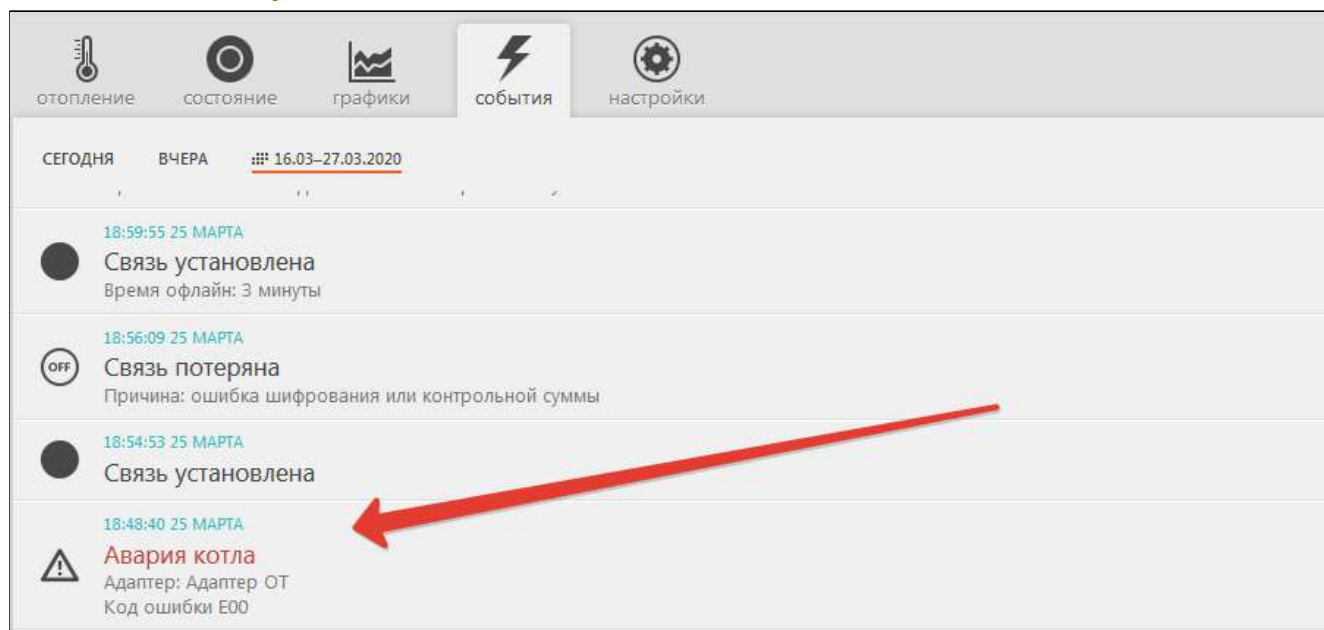 отопление
состояние
графики
события
настройки
СЕГОДНЯ
ВЧЕРА
16.03–27.03.2020
18:59:55 25 МАРТА
Связь установлена
Время офлайн: 3 минуты
18:56:09 25 МАРТА
OFF
Связь потеряна
Причина: ошибка шифрования или контрольной суммы
18:54:53 25 МАРТА
Связь установлена
18:48:40 25 МАРТА
Авария котла
Адаптер: Адаптер ОТ
Код ошибки E00